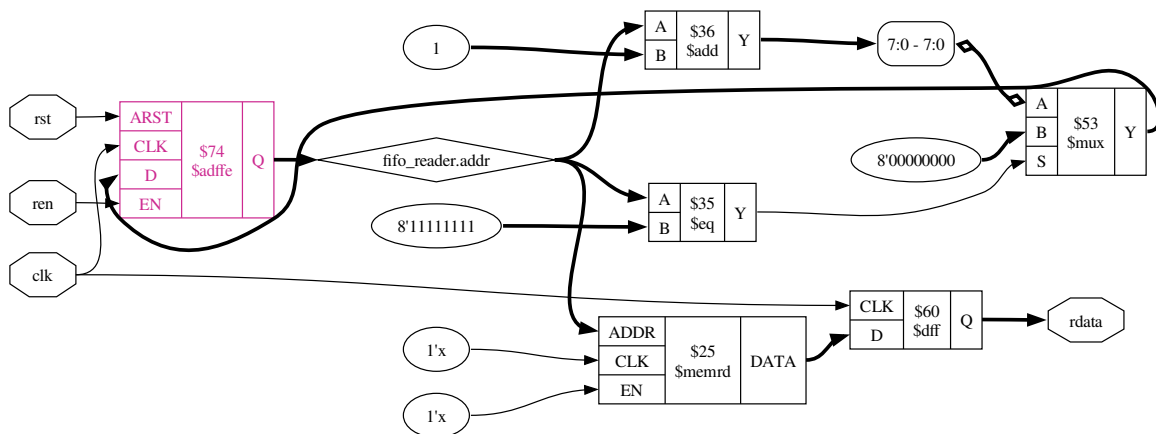 rst
ren
clk
ARST
CLK
D
EN
$74
$adffe
Q
fifo_reader.addr
1
A
B
$36
$add
Y
7:0 - 7:0
8'11111111
A
B
$35
$eq
Y
8'00000000
A
B
S
$53
$mux
Y
1'x
1'x
ADDR
CLK
EN
$25
$memrd
DATA
CLK
D
$60
$dff
Q
rdata